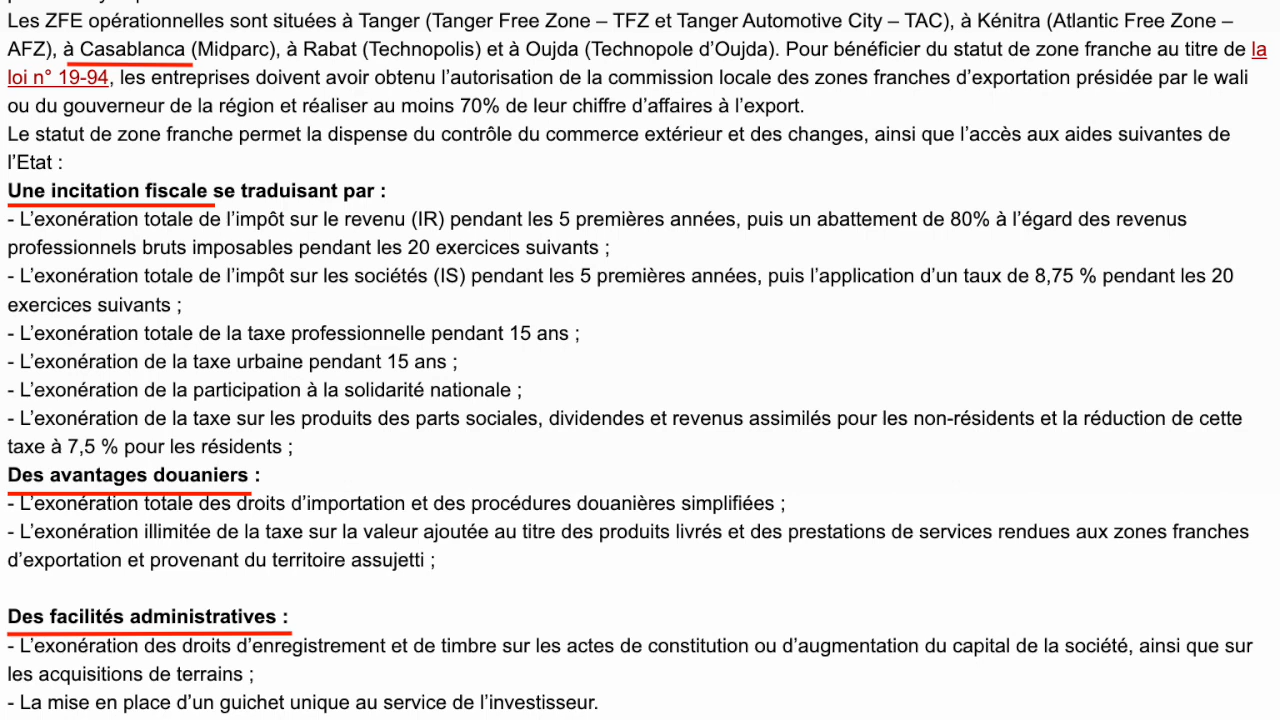 Les ZFE opérationnelles sont situées à Tanger (Tanger Free Zone – TFZ et Tanger Automotive City – TAC), à Kénitra (Atlantic Free Zone –
AFZ), à Casablanca (Midparc), à Rabat (Technopolis) et à Oujda (Technopole d’Oujda). Pour bénéficier du statut de zone franche au titre de la
loi n° 19-94, les entreprises doivent avoir obtenu l’autorisation de la commission locale des zones franches d’exportation présidée par le wali
ou du gouverneur de la région et réaliser au moins 70% de leur chiffre d’affaires à l’export.
Le statut de zone franche permet la dispense du contrôle du commerce extérieur et des changes, ainsi que l’accès aux aides suivantes de
l’Etat :
Une incitation fiscale se traduisant par :
- L’exonération totale de l’impôt sur le revenu (IR) pendant les 5 premières années, puis un abattement de 80% à l’égard des revenus
professionnels bruts imposables pendant les 20 exercices suivants ;
- L’exonération totale de l’impôt sur les sociétés (IS) pendant les 5 premières années, puis l’application d’un taux de 8,75 % pendant les 20
exercices suivants ;
- L’exonération totale de la taxe professionnelle pendant 15 ans ;
- L’exonération de la taxe urbaine pendant 15 ans ;
- L’exonération de la participation à la solidarité nationale ;
- L’exonération de la taxe sur les produits des parts sociales, dividendes et revenus assimilés pour les non-résidents et la réduction de cette
taxe à 7,5 % pour les résidents ;
Des avantages douaniers :
- L’exonération totale des droits d’importation et des procédures douanières simplifiées ;
- L’exonération illimitée de la taxe sur la valeur ajoutée au titre des produits livrés et des prestations de services rendues aux zones franches
d’exportation et provenant du territoire assujetti ;
Des facilités administratives :
- L’exonération des droits d’enregistrement et de timbre sur les actes de constitution ou d’augmentation du capital de la société, ainsi que sur
les acquisitions de terrains ;
- La mise en place d’un guichet unique au service de l’investisseur.